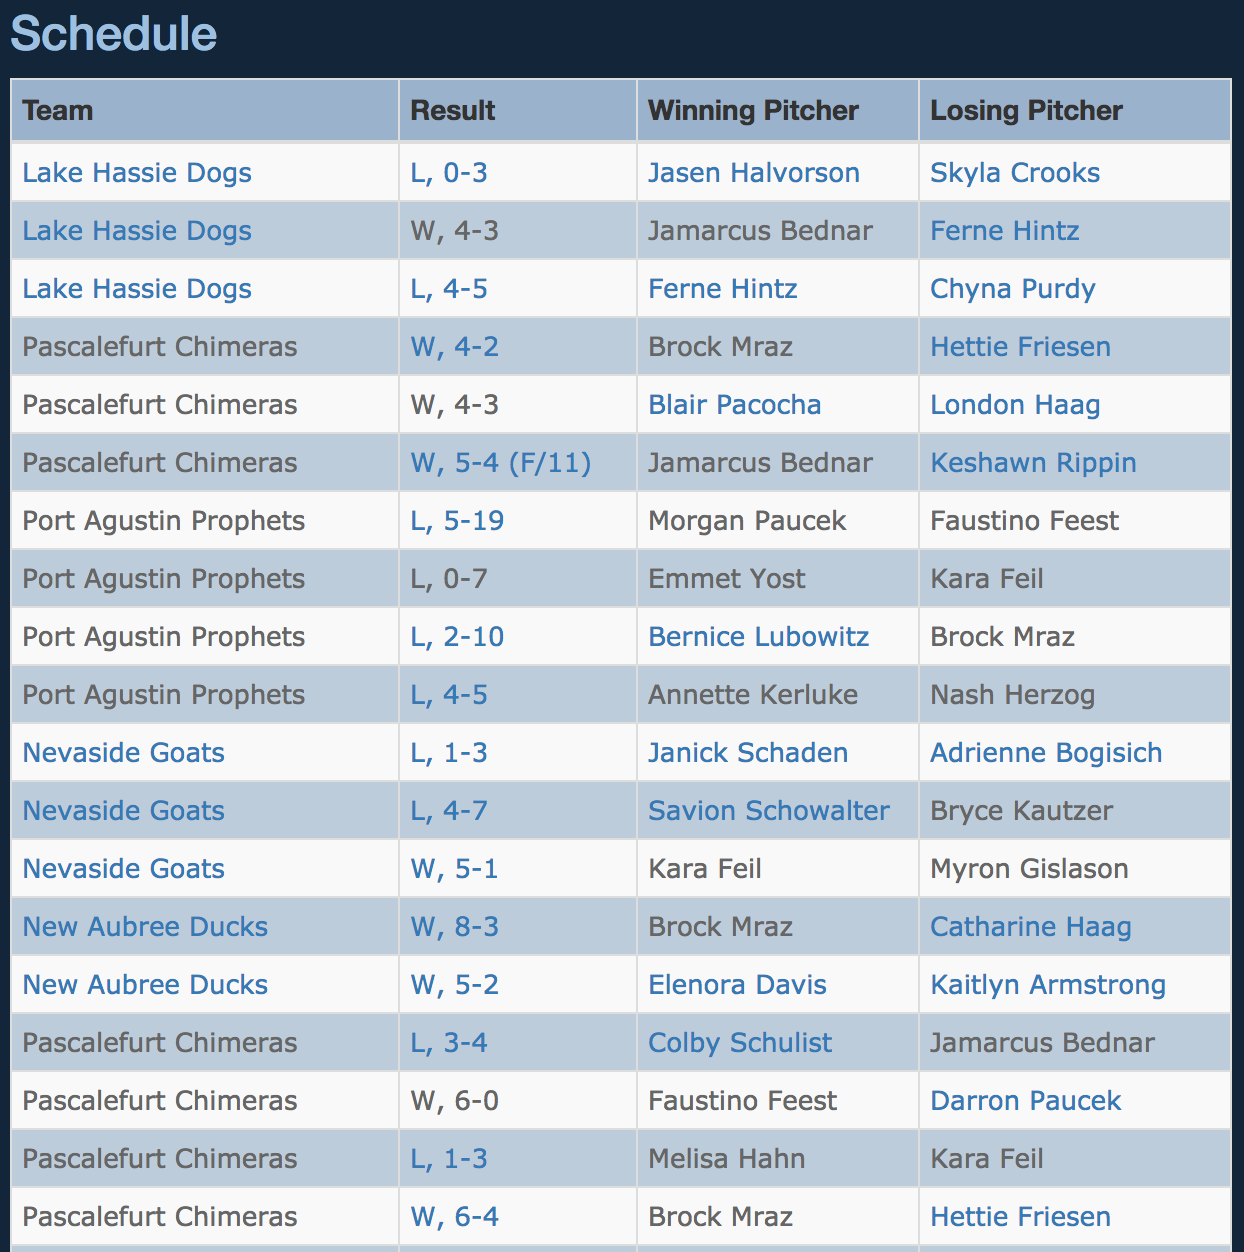 Schedule
Team Result Winning Pitcher Losing Pitcher
Lake Hassie Dogs L, 0-3 Jasen Halvorson Skyla Crooks
Lake Hassie Dogs W, 4-3 Jamarcus Bednar Ferne Hintz
Lake Hassie Dogs L, 4-5 Ferne Hintz Chyna Purdy
Pascalefurt Chimeras W, 4-2 Brock Mraz Hettie Friesen
Pascalefurt Chimeras W, 4-3 Blair Pacocha London Haag
Pascalefurt Chimeras W, 5-4 (F/11) Jamarcus Bednar Keshawn Rippin
Port Agustin Prophets L, 5-19 Morgan Paucek Faustino Feest
Port Agustin Prophets L, 0-7 Emmet Yost Kara Feil
Port Agustin Prophets L, 2-10 Bernice Lubowitz Brock Mraz
Port Agustin Prophets L, 4-5 Annette Kerluke Nash Herzog
Nevaside Goats L, 1-3 Janick Schaden Adrienne Bogisich
Nevaside Goats L, 4-7 Savion Schowalter Bryce Kautzer
Nevaside Goats W, 5-1 Kara Feil Myron Gislason
New Aubree Ducks W, 8-3 Brock Mraz Catharine Haag
New Aubree Ducks W, 5-2 Elenora Davis Kaitlyn Armstrong
Pascalefurt Chimeras L, 3-4 Colby Schulist Jamarcus Bednar
Pascalefurt Chimeras W, 6-0 Faustino Feest Darron Paucek
Pascalefurt Chimeras L, 1-3 Melisa Hahn Kara Feil
Pascalefurt Chimeras W, 6-4 Brock Mraz Hettie Friesen